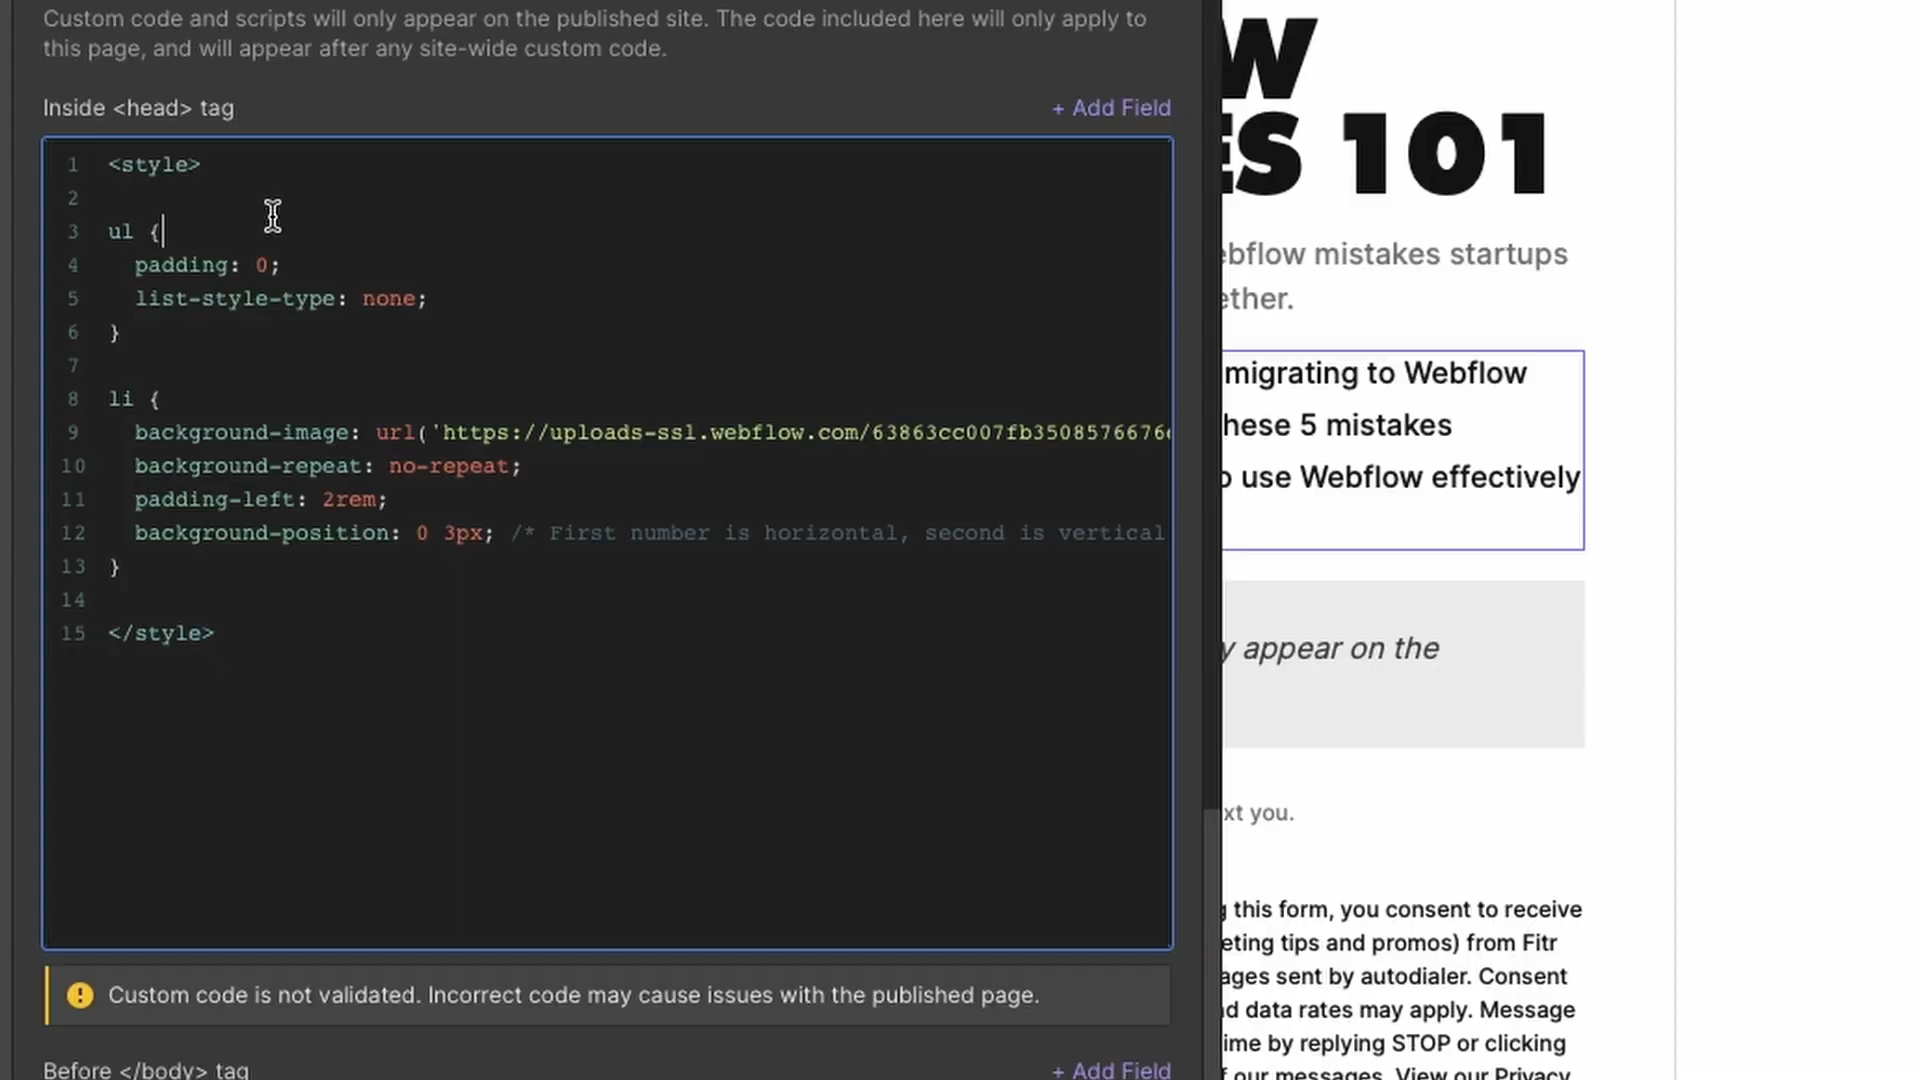 Custom code and scripts will only appear on the published site. The code included here will only apply to
this page, and will appear after any site-wide custom code.
Inside <head> tag
+ Add Field
1 <style>
2
3 ul {
4 padding: 0;
5 list-style-type: none;
6 }
7
8 li {
9 background-image: url('https://uploads-ssl.webflow.com/63863cc007fb3508576676
10 background-repeat: no-repeat;
11 padding-left: 2rem;
12 background-position: 0 3px; /* First number is horizontal, second is vertical
13 }
14
15 </style>
Custom code is not validated. Incorrect code may cause issues with the published page.
Before </body> tag
+ Add Field
W
ES 101
ebflow mistakes startups
ether.
migrating to Webflow
hese 5 mistakes
o use Webflow effectively
y appear on the
xt you.
g this form, you consent to receive
eting tips and promos) from Fitr
ages sent by autodialer. Consent
nd data rates may apply. Message
ime by replying STOP or clicking
f our messages. View our Privacy